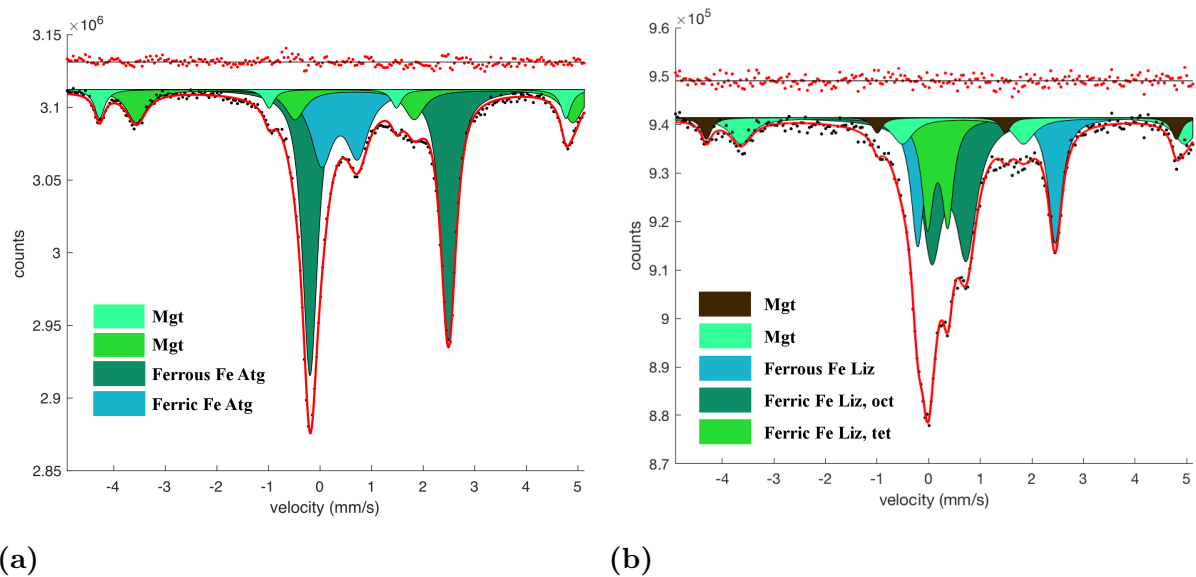 ×10⁶
3.15
3.1
3.05
3
2.95
2.9
2.85
counts
Mgt
Mgt
Ferrous Fe Atg
Ferric Fe Atg
-4 -3 -2 -1 0 1 2 3 4 5
velocity (mm/s)
(a)
×10⁵
9.6
9.5
9.4
9.3
9.2
9.1
9
8.9
8.8
8.7
counts
Mgt
Mgt
Ferrous Fe Liz
Ferric Fe Liz, oct
Ferric Fe Liz, tet
-4 -3 -2 -1 0 1 2 3 4 5
velocity (mm/s)
(b)